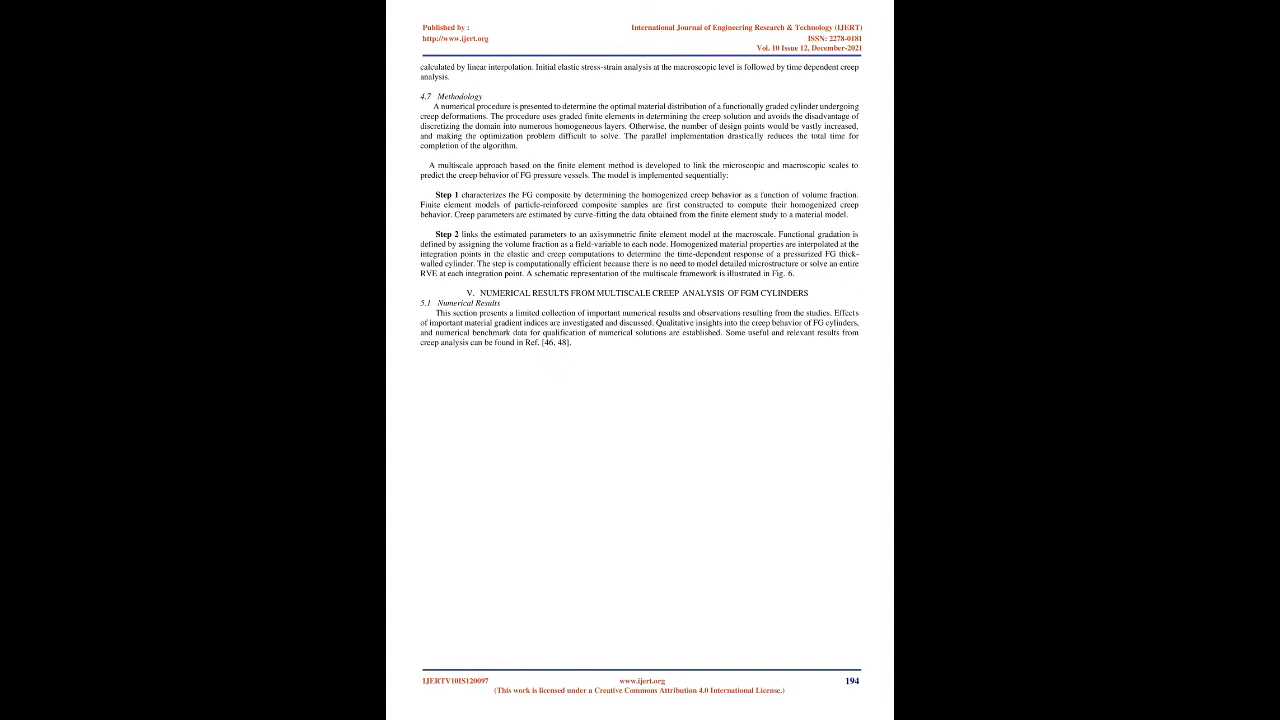 Published by :
International Journal of Engineering Research & Technology (IJERT)
http://www.ijert.org
ISSN: 2278-0181
Vol. 10 Issue 12, December-2021
calculated by linear interpolation. Initial elastic stress-strain analysis at the macroscopic level is followed by time dependent creep
analysis.
4.7 Methodology
A numerical procedure is presented to determine the optimal material distribution of a functionally graded cylinder undergoing
creep deformations. The procedure uses graded finite elements in determining the creep solution and avoids the disadvantage of
discretizing the domain into numerous homogeneous layers. Otherwise, the number of design points would be vastly increased,
and making the optimization problem difficult to solve. The parallel implementation drastically reduces the total time for
completion of the algorithm.
A multiscale approach based on the finite element method is developed to link the microscopic and macroscopic scales to
predict the creep behavior of FG pressure vessels. The model is implemented sequentially:
Step 1 characterizes the FG composite by determining the homogenized creep behavior as a function of volume fraction.
Finite element models of particle-reinforced composite samples are first constructed to compute their homogenized creep
behavior. Creep parameters are estimated by curve-fitting the data obtained from the finite element study to a material model.
Step 2 links the estimated parameters to an axisymmetric finite element model at the macroscale. Functional gradation is
defined by assigning the volume fraction as a field-variable to each node. Homogenized material properties are interpolated at the
integration points in the elastic and creep computations to determine the time-dependent response of a pressurized FG thick-
walled cylinder. The step is computationally efficient because there is no need to model detailed microstructure or solve an entire
RVE at each integration point. A schematic representation of the multiscale framework is illustrated in Fig. 6.
V. NUMERICAL RESULTS FROM MULTISCALE CREEP ANALYSIS OF FGM CYLINDERS
5.1 Numerical Results
This section presents a limited collection of important numerical results and observations resulting from the studies. Effects
of important material gradient indices are investigated and discussed. Qualitative insights into the creep behavior of FG cylinders,
and numerical benchmark data for qualification of numerical solutions are established. Some useful and relevant results from
creep analysis can be found in Ref. [46, 48].
IJERTV10IS120097
www.ijert.org
194
(This work is licensed under a Creative Commons Attribution 4.0 International License.)